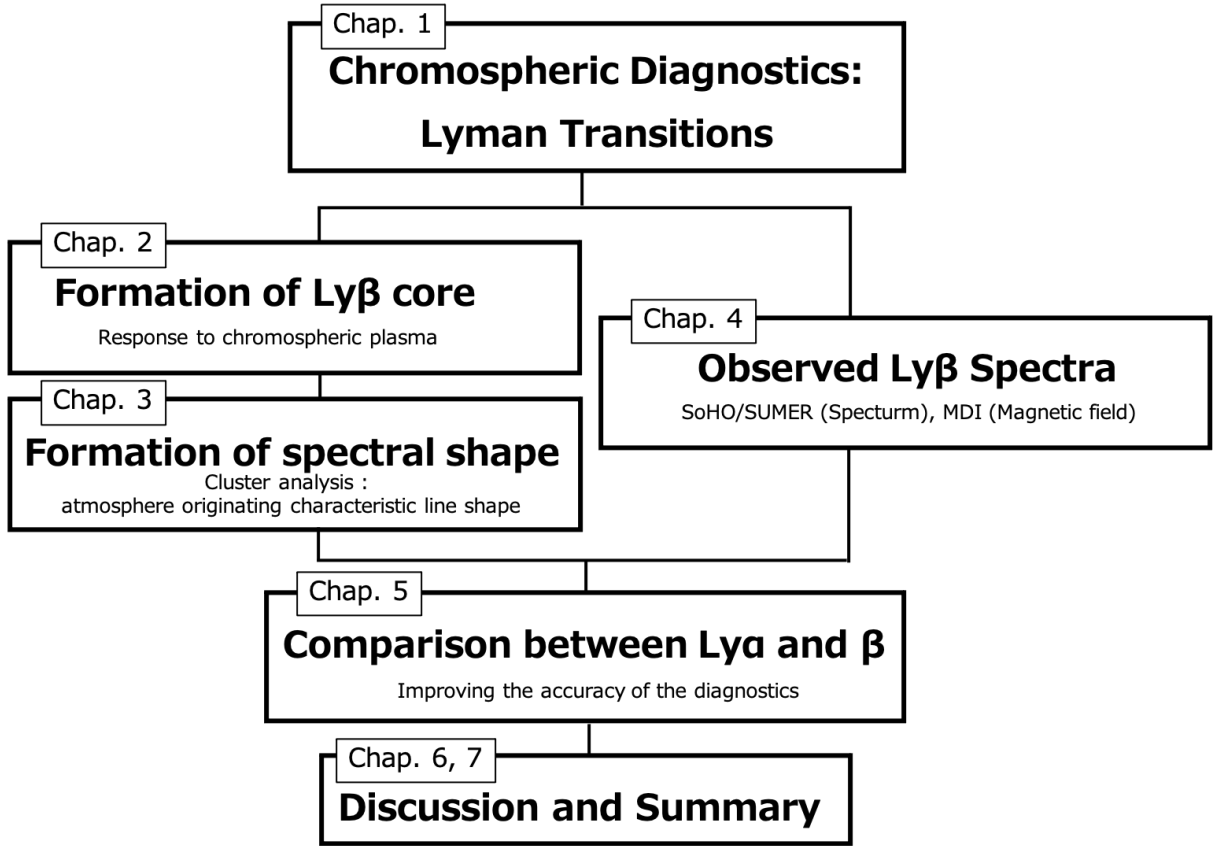 Chap. 1
Chromospheric Diagnostics:
Lyman Transitions
Chap. 2
Formation of Lyβ core
Response to chromospheric plasma
Chap. 3
Formation of spectral shape
Cluster analysis :
atmosphere originating characteristic line shape
Chap. 4
Observed Lyβ Spectra
SoHO/SUMER (Specturm), MDI (Magnetic field)
Chap. 5
Comparison between Lyα and β
Improving the accuracy of the diagnostics
Chap. 6, 7
Discussion and Summary